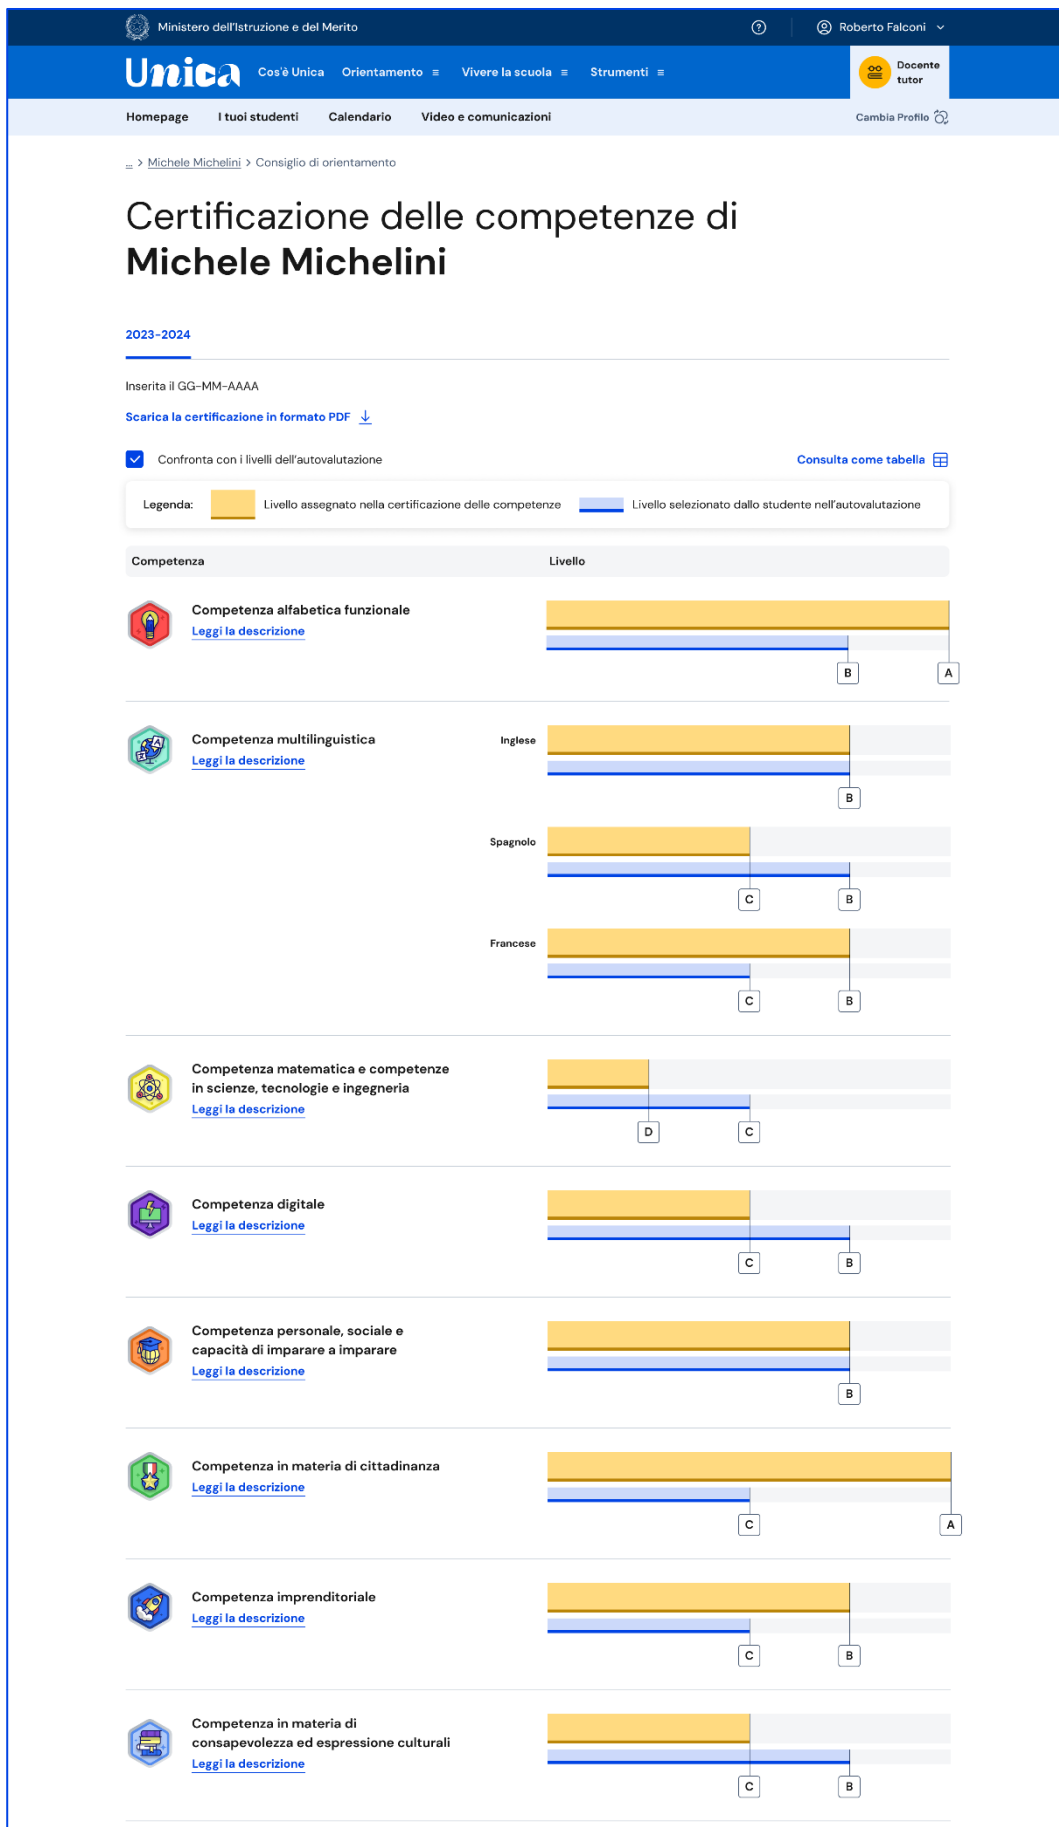 Ministero dell'Istruzione e del Merito
Roberto Falconi
Unica
Cos'è Unica
Orientamento
Vivere la scuola
Strumenti
Docente
tutor
Homepage
I tuoi studenti
Calendario
Video e comunicazioni
Cambia Profilo
... > Michele Michelini > Consiglio di orientamento
Certificazione delle competenze di
Michele Michelini
2023-2024
Inserita il GG-MM-AAAA
Scarica la certificazione in formato PDF
Confronta con i livelli dell'autovalutazione
Consulta come tabella
Legenda:
Livello assegnato nella certificazione delle competenze
Livello selezionato dallo studente nell'autovalutazione
Competenza
Livello
Competenza alfabetica funzionale
Leggi la descrizione
B
A
Competenza multilinguistica
Leggi la descrizione
Inglese
B
Spagnolo
C
B
Francese
C
B
Competenza matematica e competenze
in scienze, tecnologie e ingegneria
Leggi la descrizione
D
C
Competenza digitale
Leggi la descrizione
C
B
Competenza personale, sociale e
capacità di imparare a imparare
Leggi la descrizione
B
Competenza in materia di cittadinanza
Leggi la descrizione
C
A
Competenza imprenditoriale
Leggi la descrizione
C
B
Competenza in materia di
consapevolezza ed espressione culturali
Leggi la descrizione
C
B